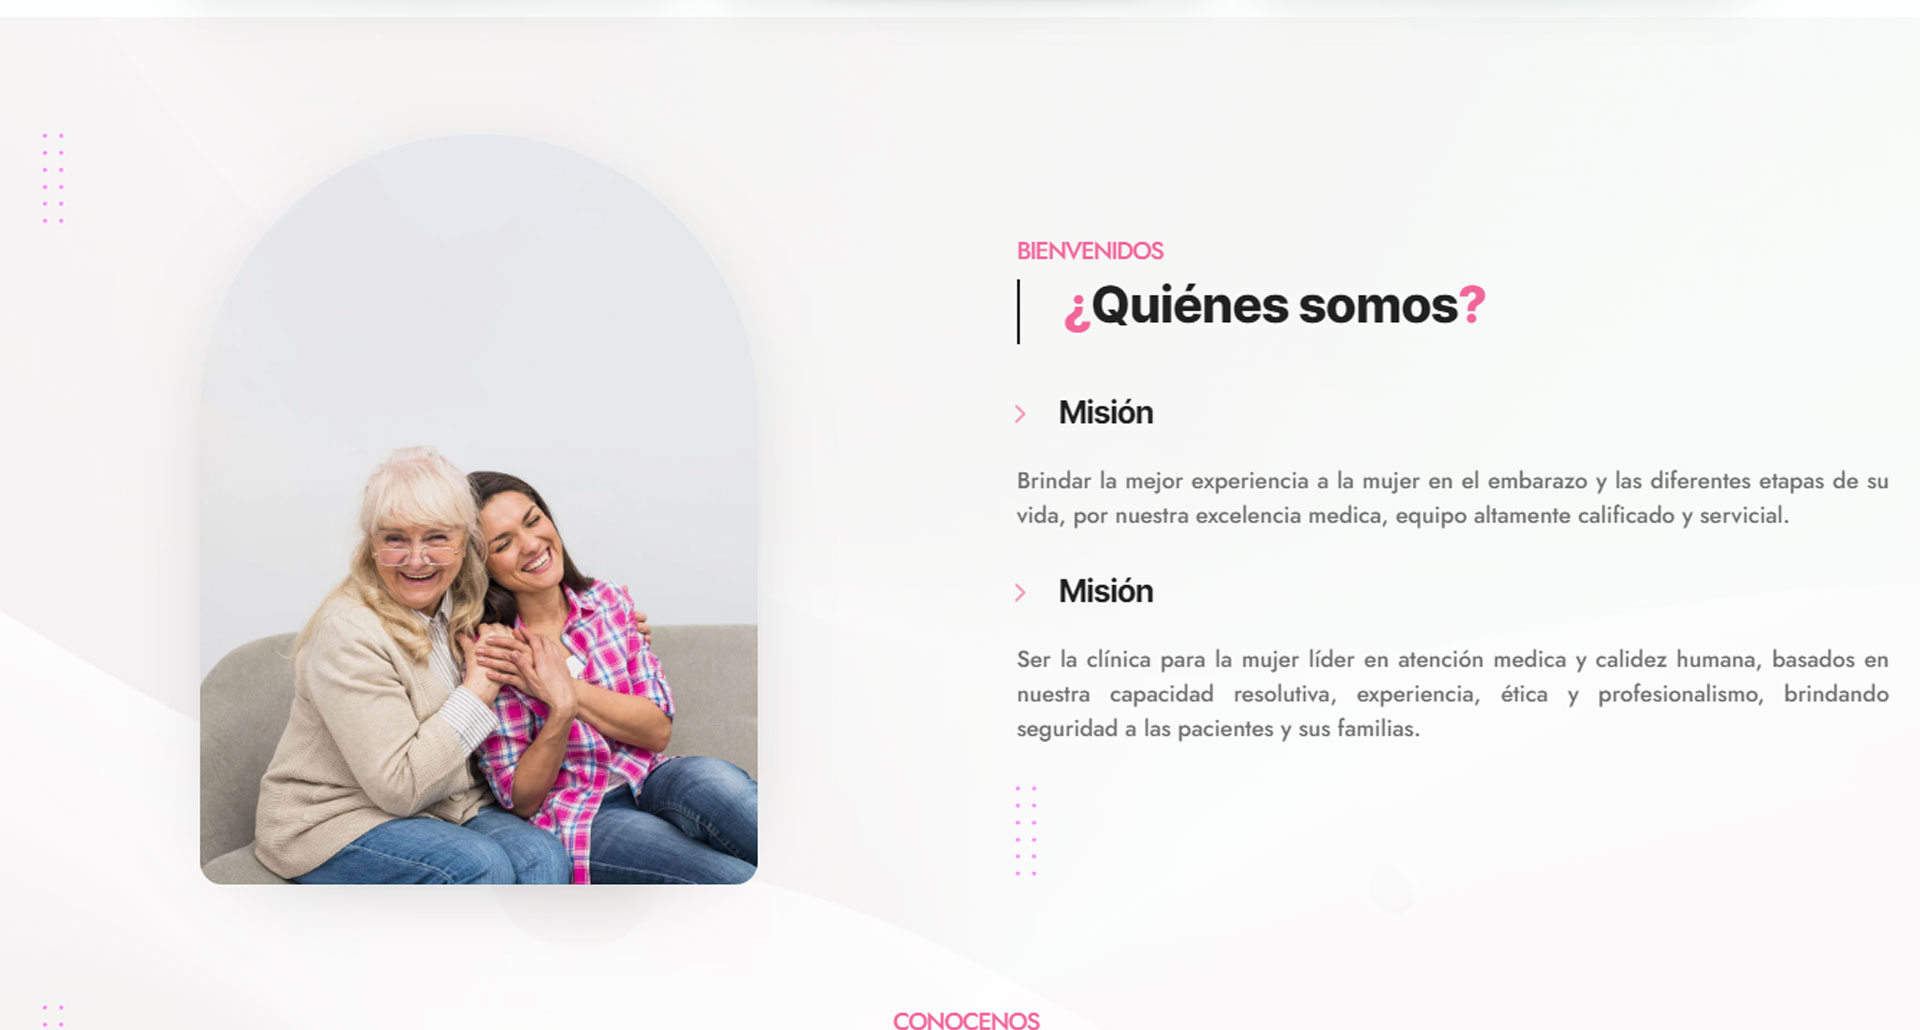 BIENVENIDOS
¿Quiénes somos?
Misión
Brindar la mejor experiencia a la mujer en el embarazo y las diferentes etapas de su
vida, por nuestra excelencia medica, equipo altamente calificado y servicial.
Misión
Ser la clínica para la mujer líder en atención medica y calidez humana, basados en
nuestra capacidad resolutiva, experiencia, ética y profesionalismo, brindando
seguridad a las pacientes y sus familias.
CONOCENOS